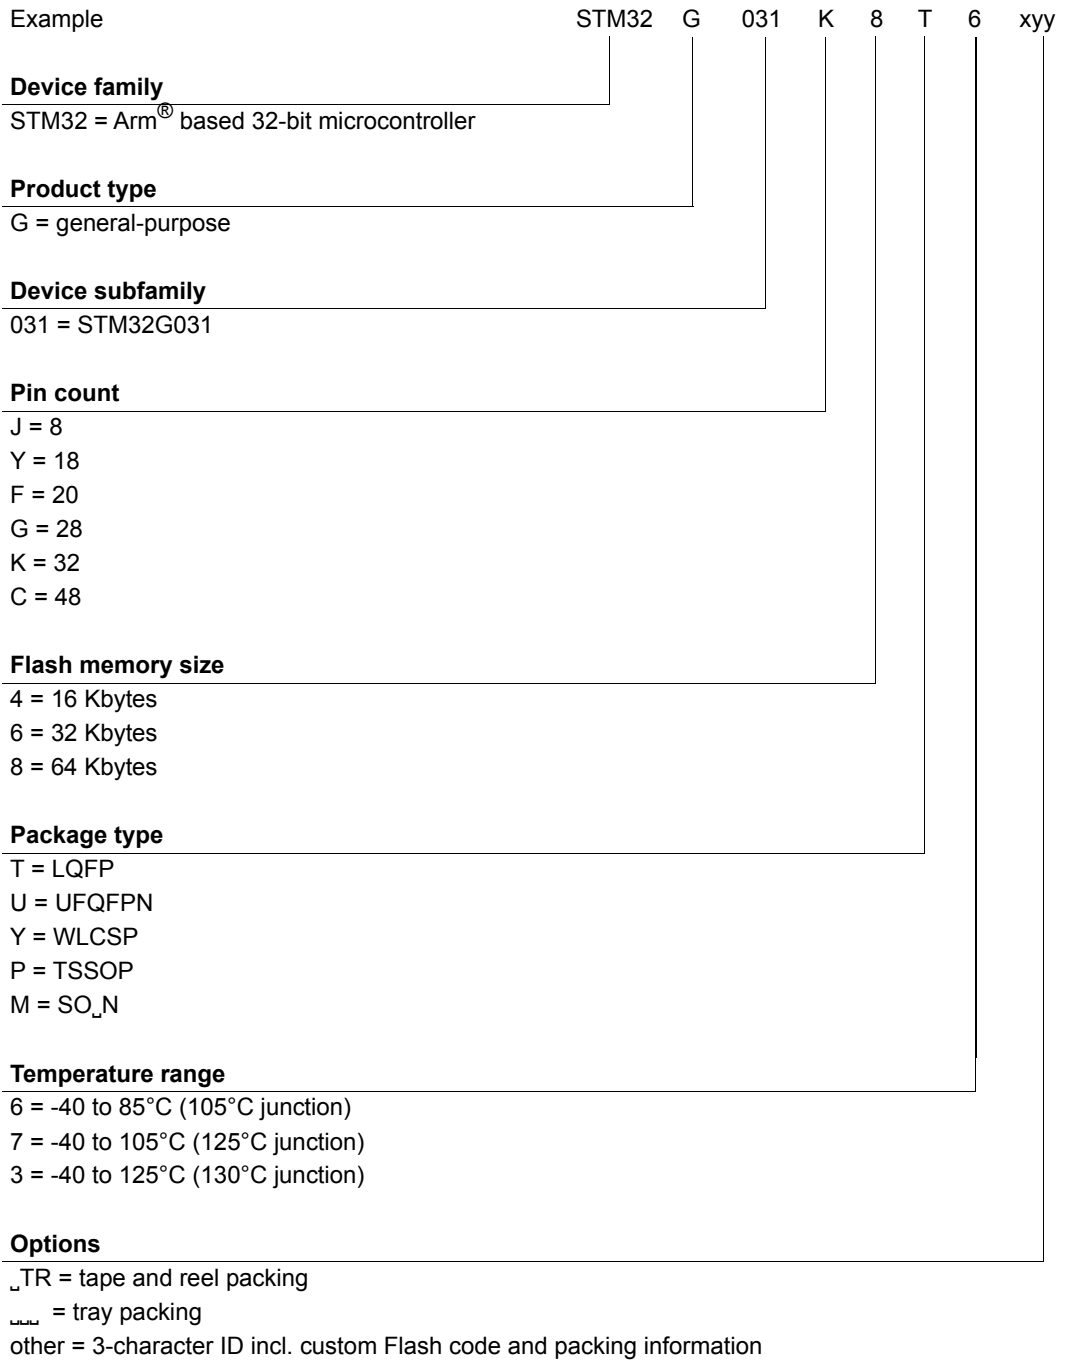 Example STM32 G 031 K 8 T 6 xyy
Device family
STM32 = Arm® based 32-bit microcontroller
Product type
G = general-purpose
Device subfamily
031 = STM32G031
Pin count
J = 8
Y = 18
F = 20
G = 28
K = 32
C = 48
Flash memory size
4 = 16 Kbytes
6 = 32 Kbytes
8 = 64 Kbytes
Package type
T = LQFP
U = UFQFPN
Y = WLCSP
P = TSSOP
M = SO␣N
Temperature range
6 = -40 to 85°C (105°C junction)
7 = -40 to 105°C (125°C junction)
3 = -40 to 125°C (130°C junction)
Options
␣TR = tape and reel packing
␣␣␣ = tray packing
other = 3-character ID incl. custom Flash code and packing information